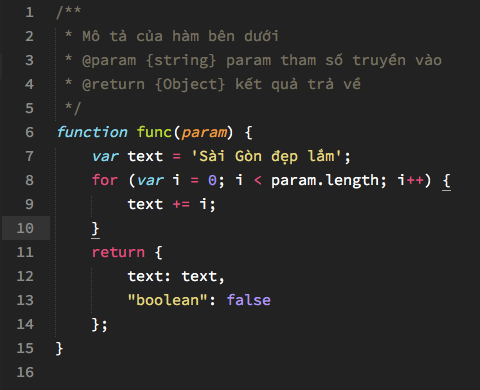 1 /**
2  * Mô tả của hàm bên dưới
3  * @param {string} param tham số truyền vào
4  * @return {Object} kết quả trả về
5  */
6 function func(param) {
7     var text = 'Sài Gòn đẹp lắm';
8     for (var i = 0; i < param.length; i++) {
9         text += i;
10     }
11     return {
12         text: text,
13         "boolean": false
14     };
15 }
16